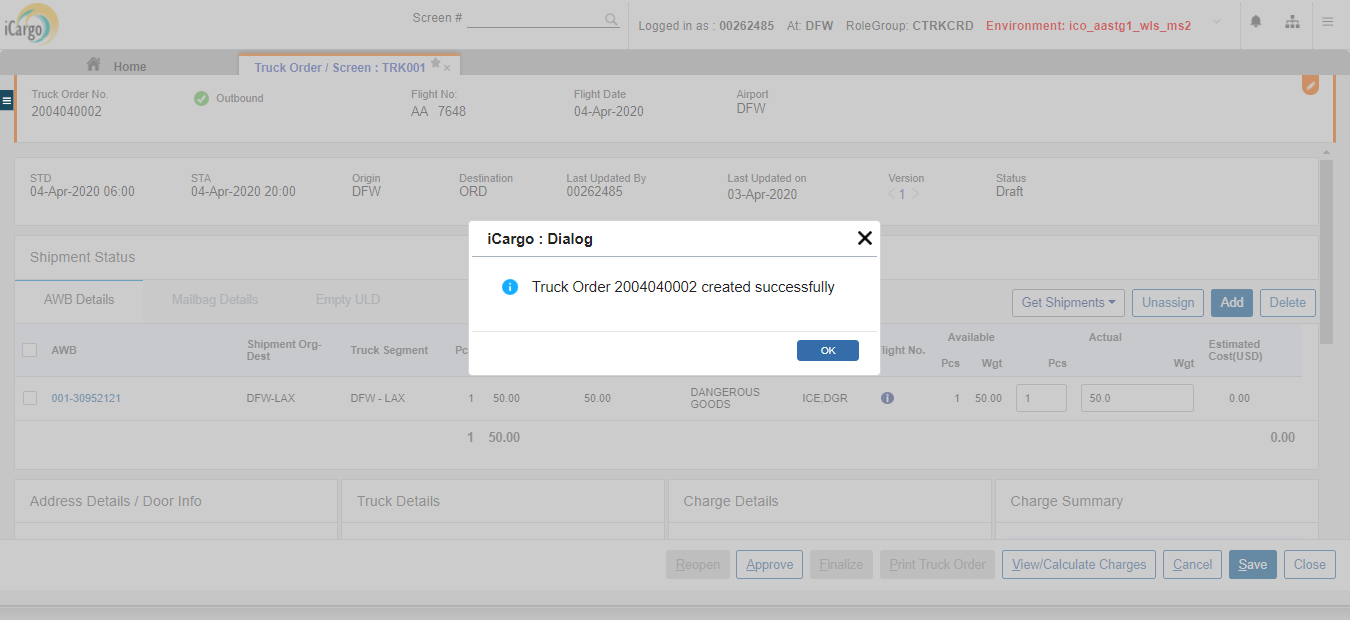 iCargo
Screen #
Logged in as : 00262485 At: DFW RoleGroup: CTRKCRD Environment: ico_aastg1_wls_ms2
Home
Truck Order / Screen : TRK001 ×
Truck Order No. Flight No: Flight Date Airport
Outbound
2004040002 AA 7648 04-Apr-2020 DFW
STD STA Origin Destination Last Updated By Last Updated on Version Status
04-Apr-2020 06:00 04-Apr-2020 20:00 DFW ORD 00262485 03-Apr-2020 < 1 > Draft
iCargo : Dialog
Truck Order 2004040002 created successfully
OK
Shipment Status
AWB Details Mailbag Details Empty ULD Get Shipments Unassign Add Delete
AWB Shipment Org-Dest Truck Segment Pc light No. Available Pcs Wgt Actual Pcs Wgt Estimated Cost(USD)
001-30952121 DFW-LAX DFW - LAX 1 50.00 50.00 DANGEROUS GOODS ICE,DGR 1 50.00 1 50.0 0.00
1 50.00 0.00
Address Details / Door Info Truck Details Charge Details Charge Summary
Reopen Approve Finalize Print Truck Order View/Calculate Charges Cancel Save Close